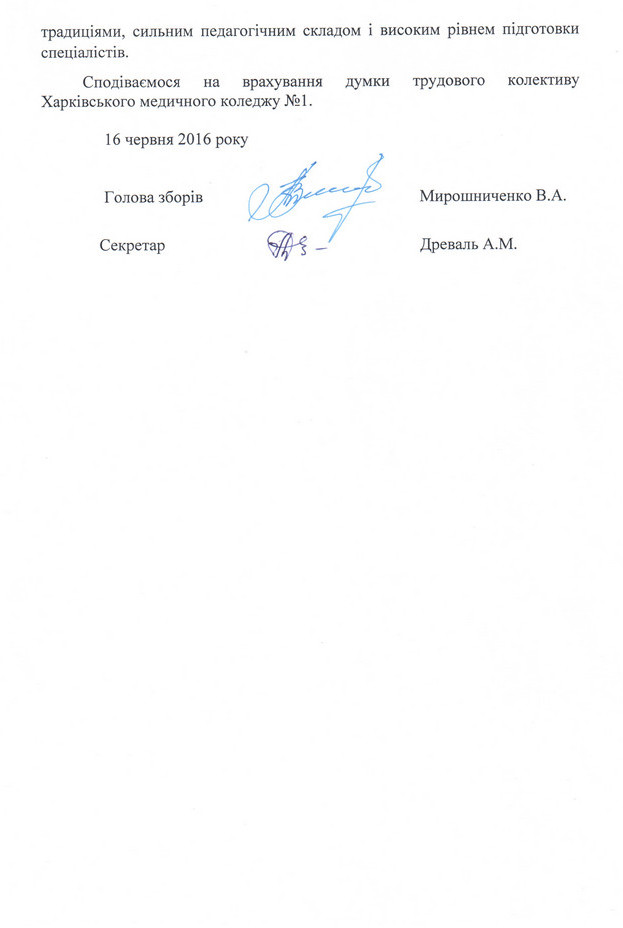 традиціями, сильним педагогічним складом і високим рівнем підготовки
спеціалістів.
Сподіваємося на врахування думки трудового колективу
Харківського медичного коледжу №1.
16 червня 2016 року
Голова зборів Мирошниченко В.А.
Секретар Древаль А.М.